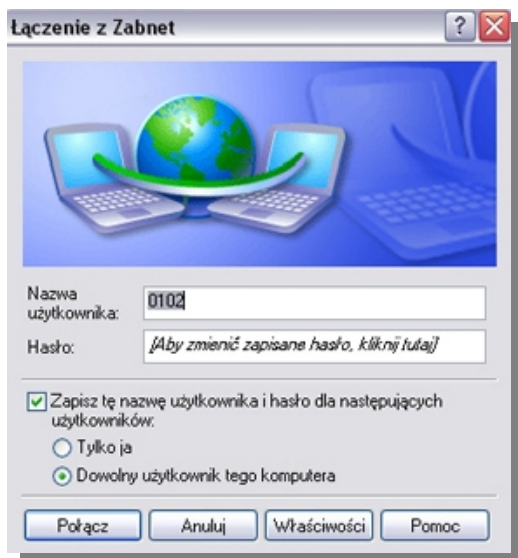 Łączenie z Zabnet
Nazwa
użytkownika:
0102
Hasło:
[Aby zmienić zapisane hasło, kliknij tutaj]
Zapisz tę nazwę użytkownika i hasło dla następujących
użytkowników:
Tylko ja
Dowolny użytkownik tego komputera
Połącz
Anuluj
Właściwości
Pomoc